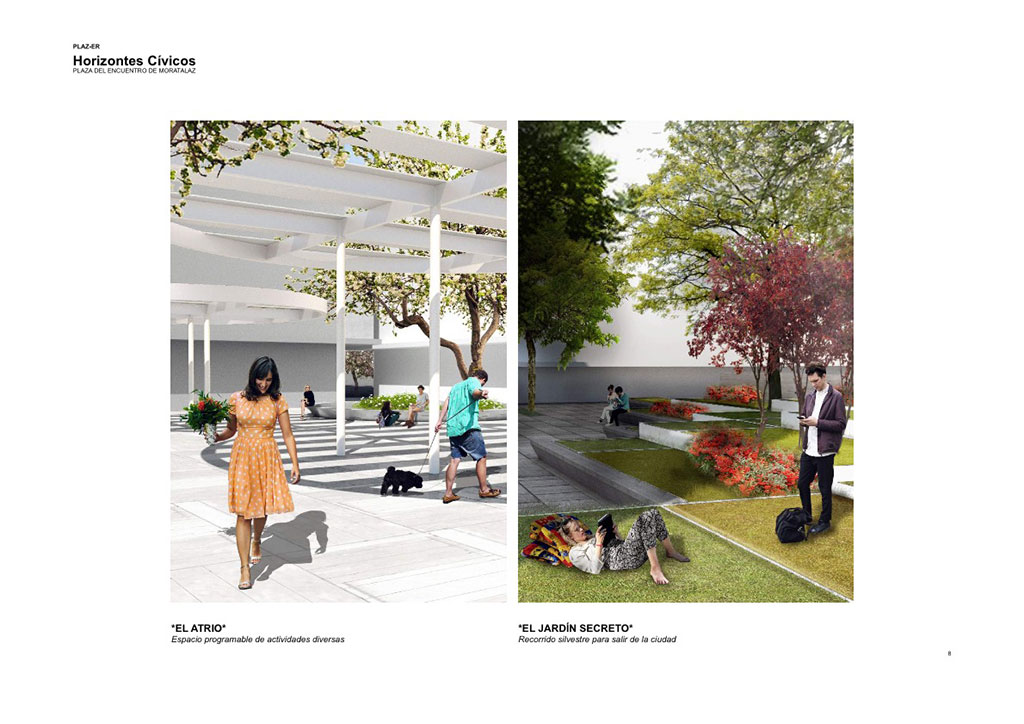 PLAZ-ER
Horizontes Cívicos
PLAZA DEL ENCUENTRO DE MORATALAZ
*EL ATRIO*
Espacio programable de actividades diversas
*EL JARDÍN SECRETO*
Recorrido silvestre para salir de la ciudad
8